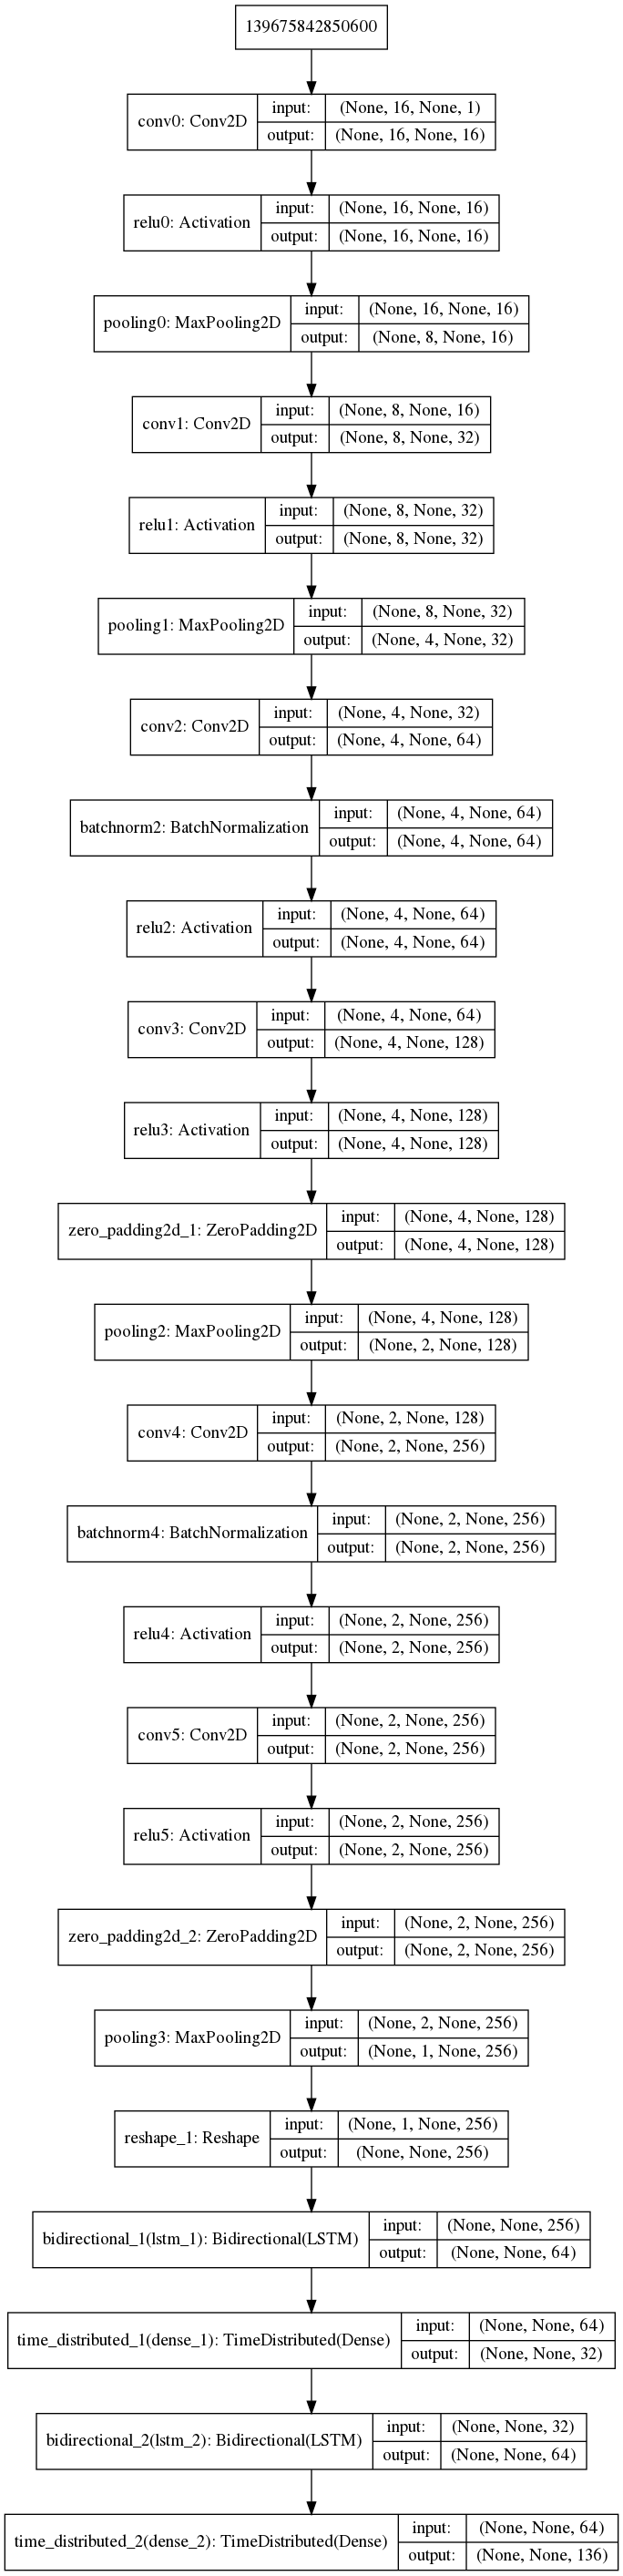 139675842850600
conv0: Conv2D
input: (None, 16, None, 1)
output: (None, 16, None, 16)
relu0: Activation
input: (None, 16, None, 16)
output: (None, 16, None, 16)
pooling0: MaxPooling2D
input: (None, 16, None, 16)
output: (None, 8, None, 16)
conv1: Conv2D
input: (None, 8, None, 16)
output: (None, 8, None, 32)
relu1: Activation
input: (None, 8, None, 32)
output: (None, 8, None, 32)
pooling1: MaxPooling2D
input: (None, 8, None, 32)
output: (None, 4, None, 32)
conv2: Conv2D
input: (None, 4, None, 32)
output: (None, 4, None, 64)
batchnorm2: BatchNormalization
input: (None, 4, None, 64)
output: (None, 4, None, 64)
relu2: Activation
input: (None, 4, None, 64)
output: (None, 4, None, 64)
conv3: Conv2D
input: (None, 4, None, 64)
output: (None, 4, None, 128)
relu3: Activation
input: (None, 4, None, 128)
output: (None, 4, None, 128)
zero_padding2d_1: ZeroPadding2D
input: (None, 4, None, 128)
output: (None, 4, None, 128)
pooling2: MaxPooling2D
input: (None, 4, None, 128)
output: (None, 2, None, 128)
conv4: Conv2D
input: (None, 2, None, 128)
output: (None, 2, None, 256)
batchnorm4: BatchNormalization
input: (None, 2, None, 256)
output: (None, 2, None, 256)
relu4: Activation
input: (None, 2, None, 256)
output: (None, 2, None, 256)
conv5: Conv2D
input: (None, 2, None, 256)
output: (None, 2, None, 256)
relu5: Activation
input: (None, 2, None, 256)
output: (None, 2, None, 256)
zero_padding2d_2: ZeroPadding2D
input: (None, 2, None, 256)
output: (None, 2, None, 256)
pooling3: MaxPooling2D
input: (None, 2, None, 256)
output: (None, 1, None, 256)
reshape_1: Reshape
input: (None, 1, None, 256)
output: (None, None, 256)
bidirectional_1(lstm_1): Bidirectional(LSTM)
input: (None, None, 256)
output: (None, None, 64)
time_distributed_1(dense_1): TimeDistributed(Dense)
input: (None, None, 64)
output: (None, None, 32)
bidirectional_2(lstm_2): Bidirectional(LSTM)
input: (None, None, 32)
output: (None, None, 64)
time_distributed_2(dense_2): TimeDistributed(Dense)
input: (None, None, 64)
output: (None, None, 136)